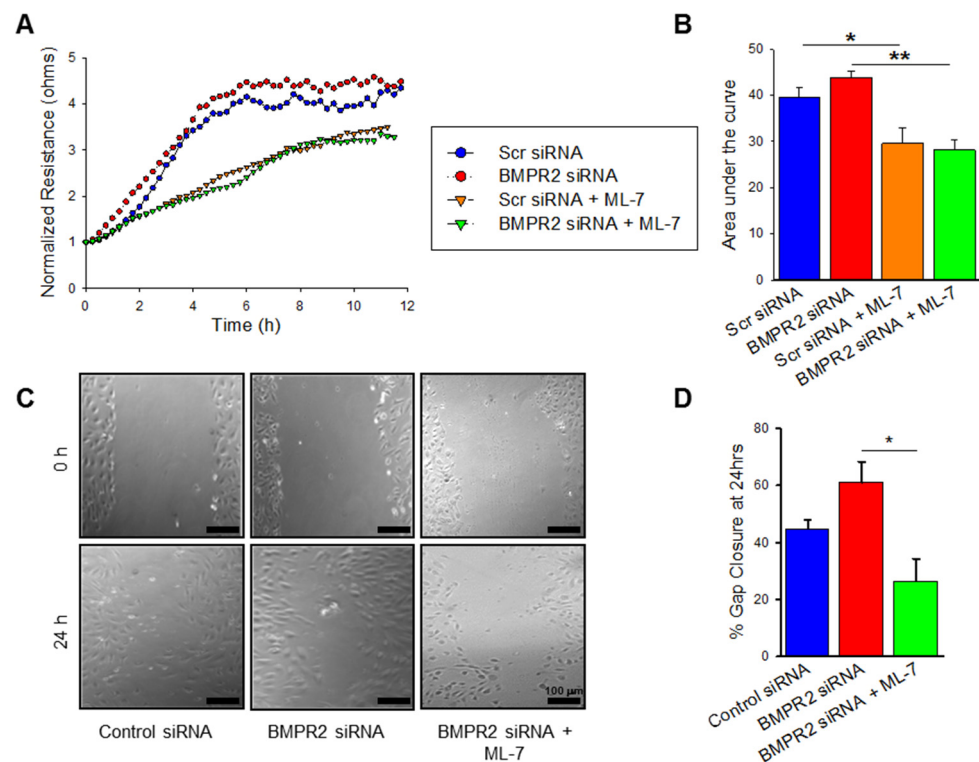 A
Normalized Resistance (ohms)
5
4
3
2
1
0
0
2
4
6
8
10
12
Time (h)
Scr siRNA
BMPR2 siRNA
Scr siRNA + ML-7
BMPR2 siRNA + ML-7
B
Area under the curve
50
40
30
20
10
0
*
**
Scr siRNA
BMPR2 siRNA
Scr siRNA + ML-7
BMPR2 siRNA + ML-7
C
0 h
24 h
100 µm
Control siRNA
BMPR2 siRNA
BMPR2 siRNA +
ML-7
D
% Gap Closure at 24hrs
80
60
40
20
0
*
Control siRNA
BMPR2 siRNA
BMPR2 siRNA + ML-7